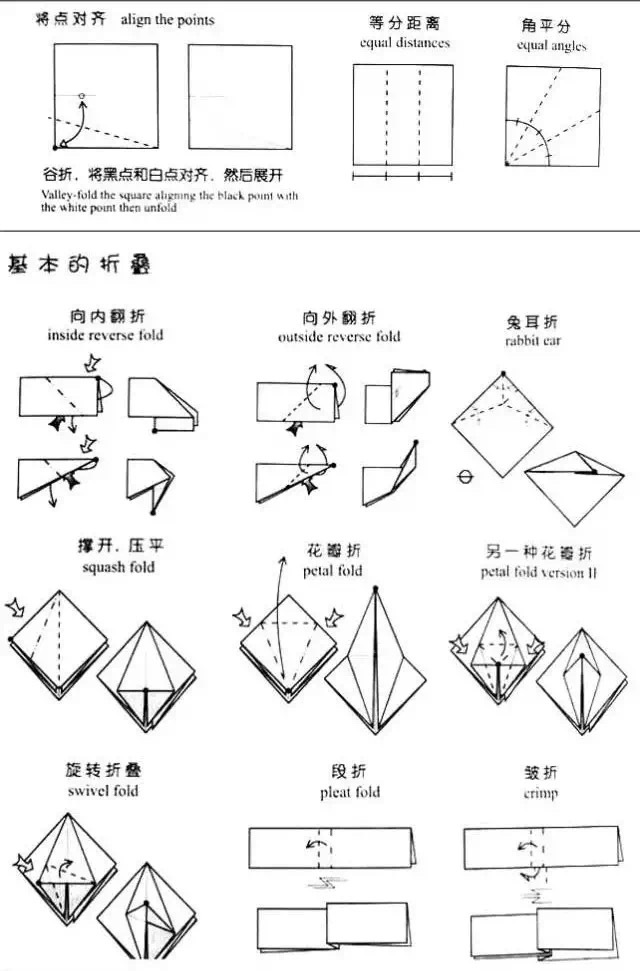 将点对齐 align the points
谷折，将黑点和白点对齐，然后展开
Valley-fold the square aligning the black point with
the white point then unfold
等分距离
equal distances
角平分
equal angles
基本的折叠
向内翻折
inside reverse fold
向外翻折
outside reverse fold
兔耳折
rabbit ear
撑开，压平
squash fold
花瓣折
petal fold
另一种花瓣折
petal fold version II
旋转折叠
swivel fold
段折
pleat fold
皱折
crimp